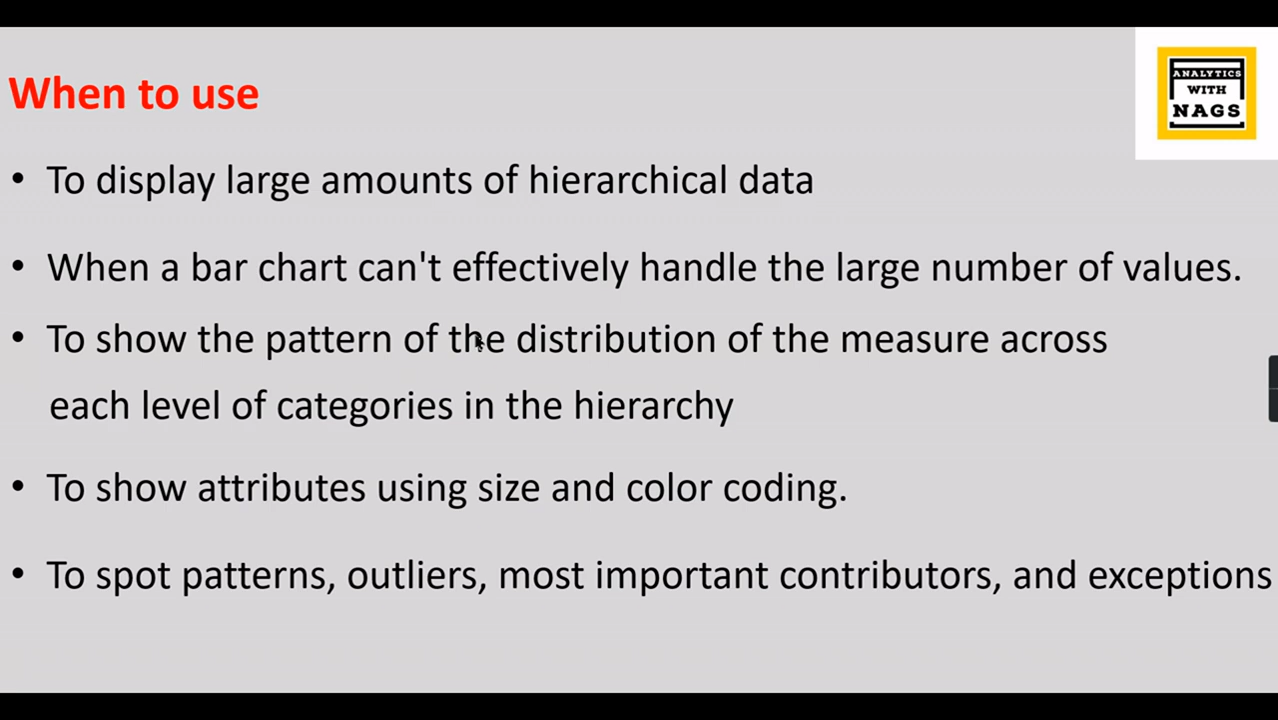 When to use
ANALYTICS
WITH
NAGS
• To display large amounts of hierarchical data
• When a bar chart can't effectively handle the large number of values.
• To show the pattern of the distribution of the measure across
each level of categories in the hierarchy
• To show attributes using size and color coding.
• To spot patterns, outliers, most important contributors, and exceptions